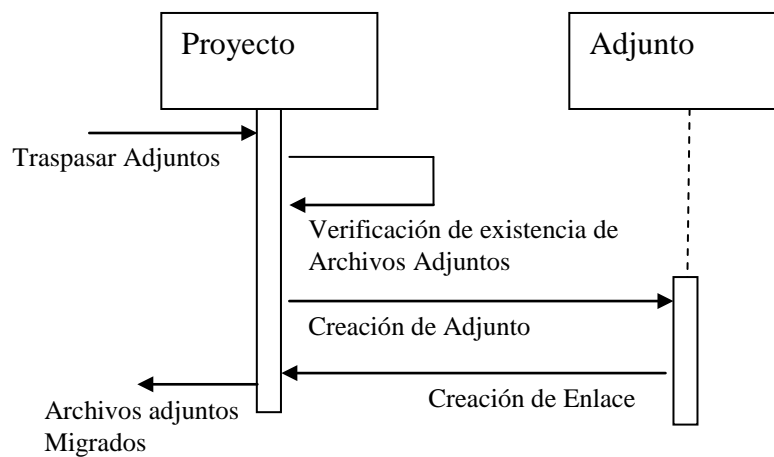 Proyecto
Adjunto
Traspasar Adjuntos
Verificación de existencia de
Archivos Adjuntos
Creación de Adjunto
Creación de Enlace
Archivos adjuntos
Migrados